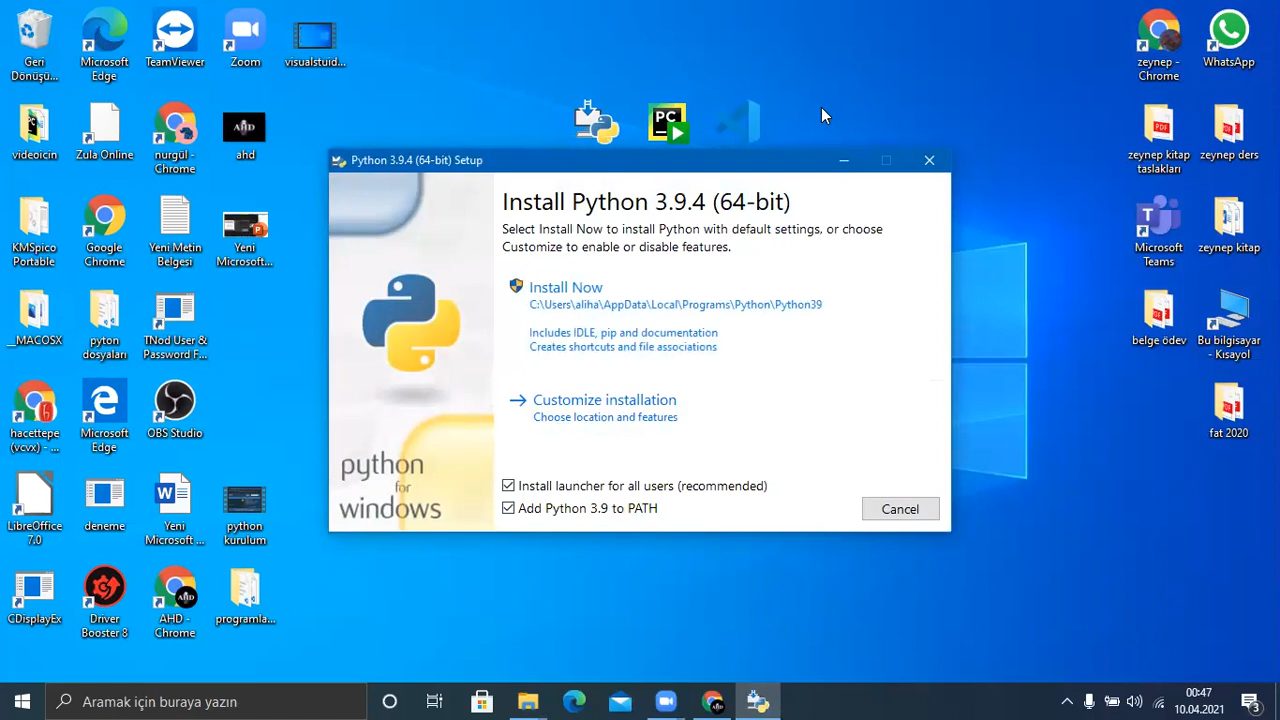 Geri
Dönüşü...
Microsoft
Edge
TeamViewer
Zoom
visualstuid...
zeynep -
Chrome
WhatsApp
videoicin
Zula Online
nurgül -
Chrome
AHD
ahd
PC
zeynep kitap
taslakları
zeynep ders
KMSpico
Portable
Google
Chrome
Yeni Metin
Belgesi
Yeni
Microsoft...
Microsoft
Teams
zeynep kitap
__MACOSX
pyton
dosyaları
TNod User &
Password F...
belge ödev
Bu bilgisayar
- Kısayol
hacettepe
(vcvx) - ...
Microsoft
Edge
OBS Studio
fat 2020
LibreOffice
7.0
deneme
Yeni
Microsoft ...
python
kurulum
CDisplayEx
Driver
Booster 8
AHD -
Chrome
programla...
Python 3.9.4 (64-bit) Setup
Install Python 3.9.4 (64-bit)
Select Install Now to install Python with default settings, or choose
Customize to enable or disable features.
Install Now
C:\Users\aliha\AppData\Local\Programs\Python\Python39
Includes IDLE, pip and documentation
Creates shortcuts and file associations
Customize installation
Choose location and features
python
for
windows
Install launcher for all users (recommended)
Add Python 3.9 to PATH
Cancel
Aramak için buraya yazın
00:47
10.04.2021
3